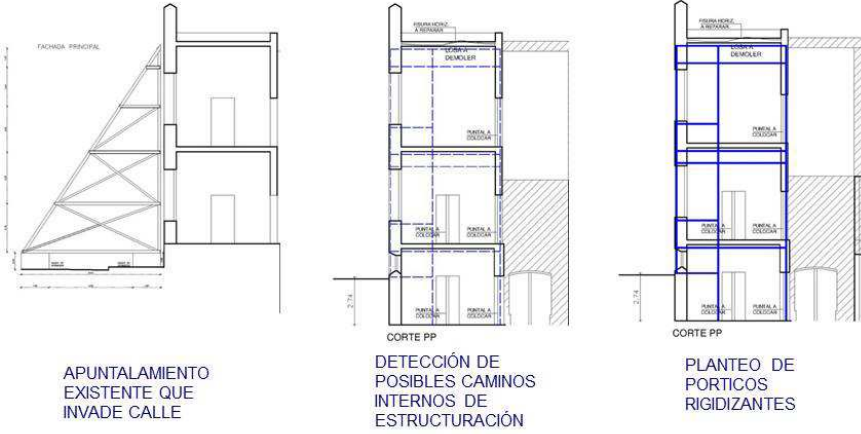 FACHADA PRINCIPAL
FISURA HORIZ.
A REPARAR
LOSA A
DEMOLER
PUNTAL A
COLOCAR
PUNTAL A
COLOCAR
PUNTAL A
COLOCAR
PUNTAL A
COLOCAR
PUNTAL A
COLOCAR
2.74
CORTE PP
FISURA HORIZ.
A REPARAR
LOSA A
DEMOLER
PUNTAL A
COLOCAR
PUNTAL A
COLOCAR
PUNTAL A
COLOCAR
PUNTAL A
COLOCAR
PUNTAL A
COLOCAR
2.74
CORTE PP
APUNTALAMIENTO
EXISTENTE QUE
INVADE CALLE
DETECCIÓN DE
POSIBLES CAMINOS
INTERNOS DE
ESTRUCTURACIÓN
PLANTEO DE
PORTICOS
RIGIDIZANTES